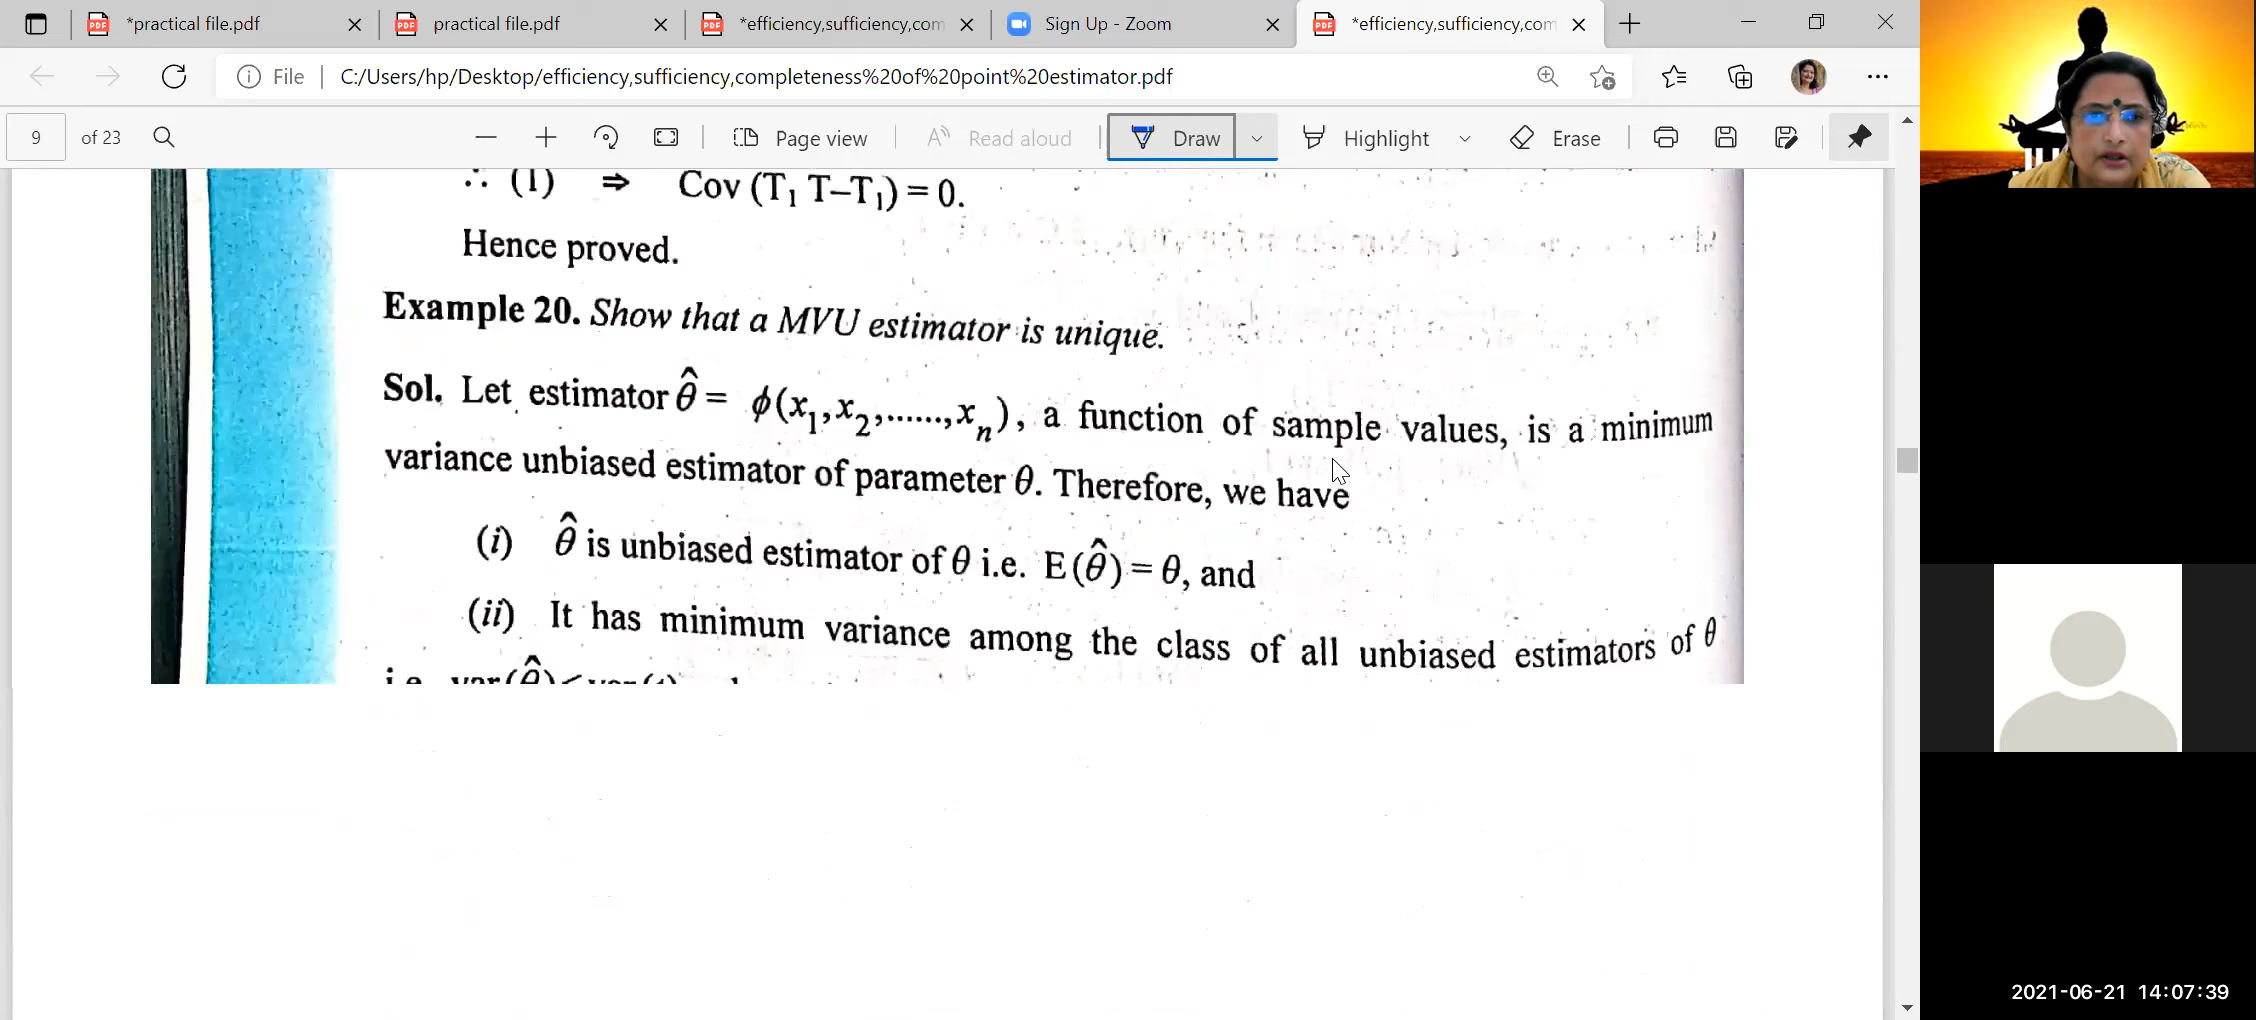 *practical file.pdf
practical file.pdf
*efficiency,sufficiency,com
Sign Up - Zoom
*efficiency,sufficiency,com
File C:/Users/hp/Desktop/efficiency,sufficiency,completeness%20of%20point%20estimator.pdf
9 of 23
Page view
Read aloud
Draw
Highlight
Erase
∴ (1) ⇒ Cov (T₁ T–T₁) = 0.
Hence proved.
Example 20. Show that a MVU estimator is unique.
Sol. Let estimator θ̂ = ϕ(x₁,x₂,......,xₙ), a function of sample values, is a minimum
variance unbiased estimator of parameter θ. Therefore, we have
(i) θ̂ is unbiased estimator of θ i.e. E(θ̂) = θ, and
(ii) It has minimum variance among the class of all unbiased estimators of θ
2021-06-21 14:07:39